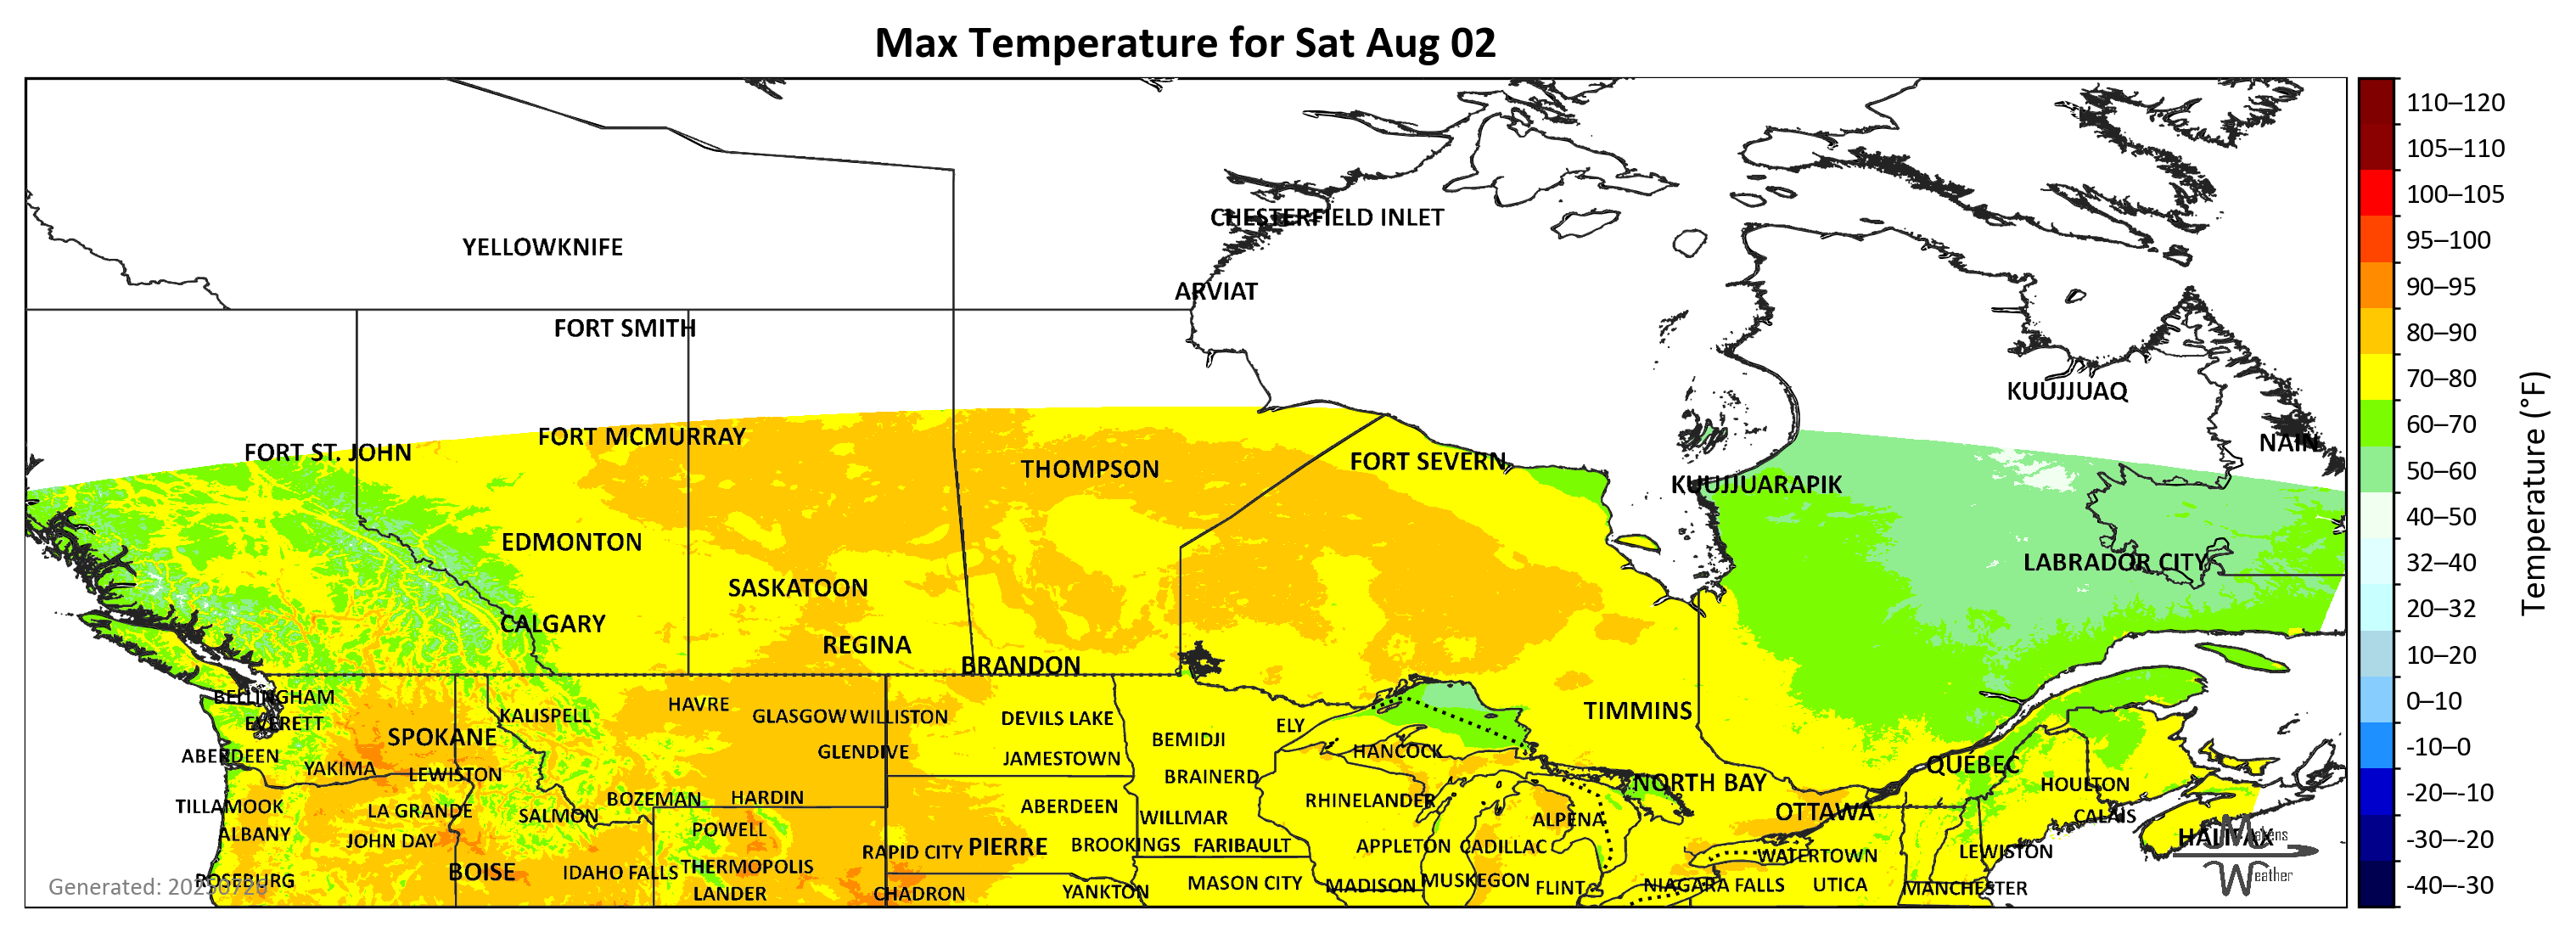 Max Temperature for Sat Aug 02
CHESTERFIELD INLET
YELLOWKNIFE
ARVIAT
FORT SMITH
KUUJJUAQ
FORT MCMURRAY
NAIN
FORT ST. JOHN
FORT SEVERN
THOMPSON
KUUJJUARAPIK
EDMONTON
LABRADOR CITY
SASKATOON
CALGARY
REGINA
BRANDON
BELLINGHAM
HAVRE
KALISPELL
GLASGOW WILLISTON
DEVILS LAKE
TIMMINS
EVERETT
ELY
SPOKANE
BEMIDJI
ABERDEEN
GLENDIVE
JAMESTOWN
HANCOCK
QUÉBEC
YAKIMA
LEWISTON
BRAINERD
NORTH BAY
HOULTON
TILLAMOOK
LA GRANDE
BOZEMAN
HARDIN
ABERDEEN
RHINELANDER
SALMON
WILLMAR
ALPENA
OTTAWA
CALAIS
ALBANY
JOHN DAY
POWELL
HALIFAX
RAPID CITY
PIERRE
BROOKINGS
FARIBAULT
APPLETON
CADILLAC
WATERTOWN
LEWISTON
BOISE
IDAHO FALLS
THERMOPOLIS
ROSEBURG
LANDER
CHADRON
YANKTON
MASON CITY
MADISON
MUSKEGON
FLINT
NIAGARA FALLS
UTICA
MANCHESTER
Generated: 20250726
Makens
Weather
110–120
105–110
100–105
95–100
90–95
80–90
70–80
60–70
50–60
40–50
32–40
20–32
10–20
0–10
-10–0
-20–-10
-30–-20
-40–-30
Temperature (°F)